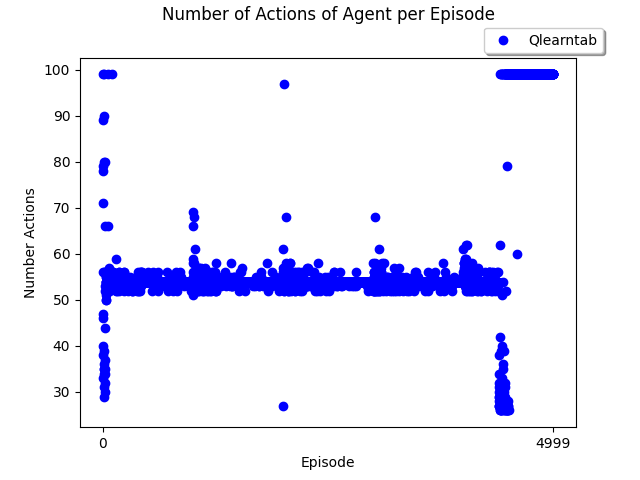 Number of Actions of Agent per Episode
Qlearntab
100
90
80
70
60
50
40
30
Number Actions
0
4999
Episode